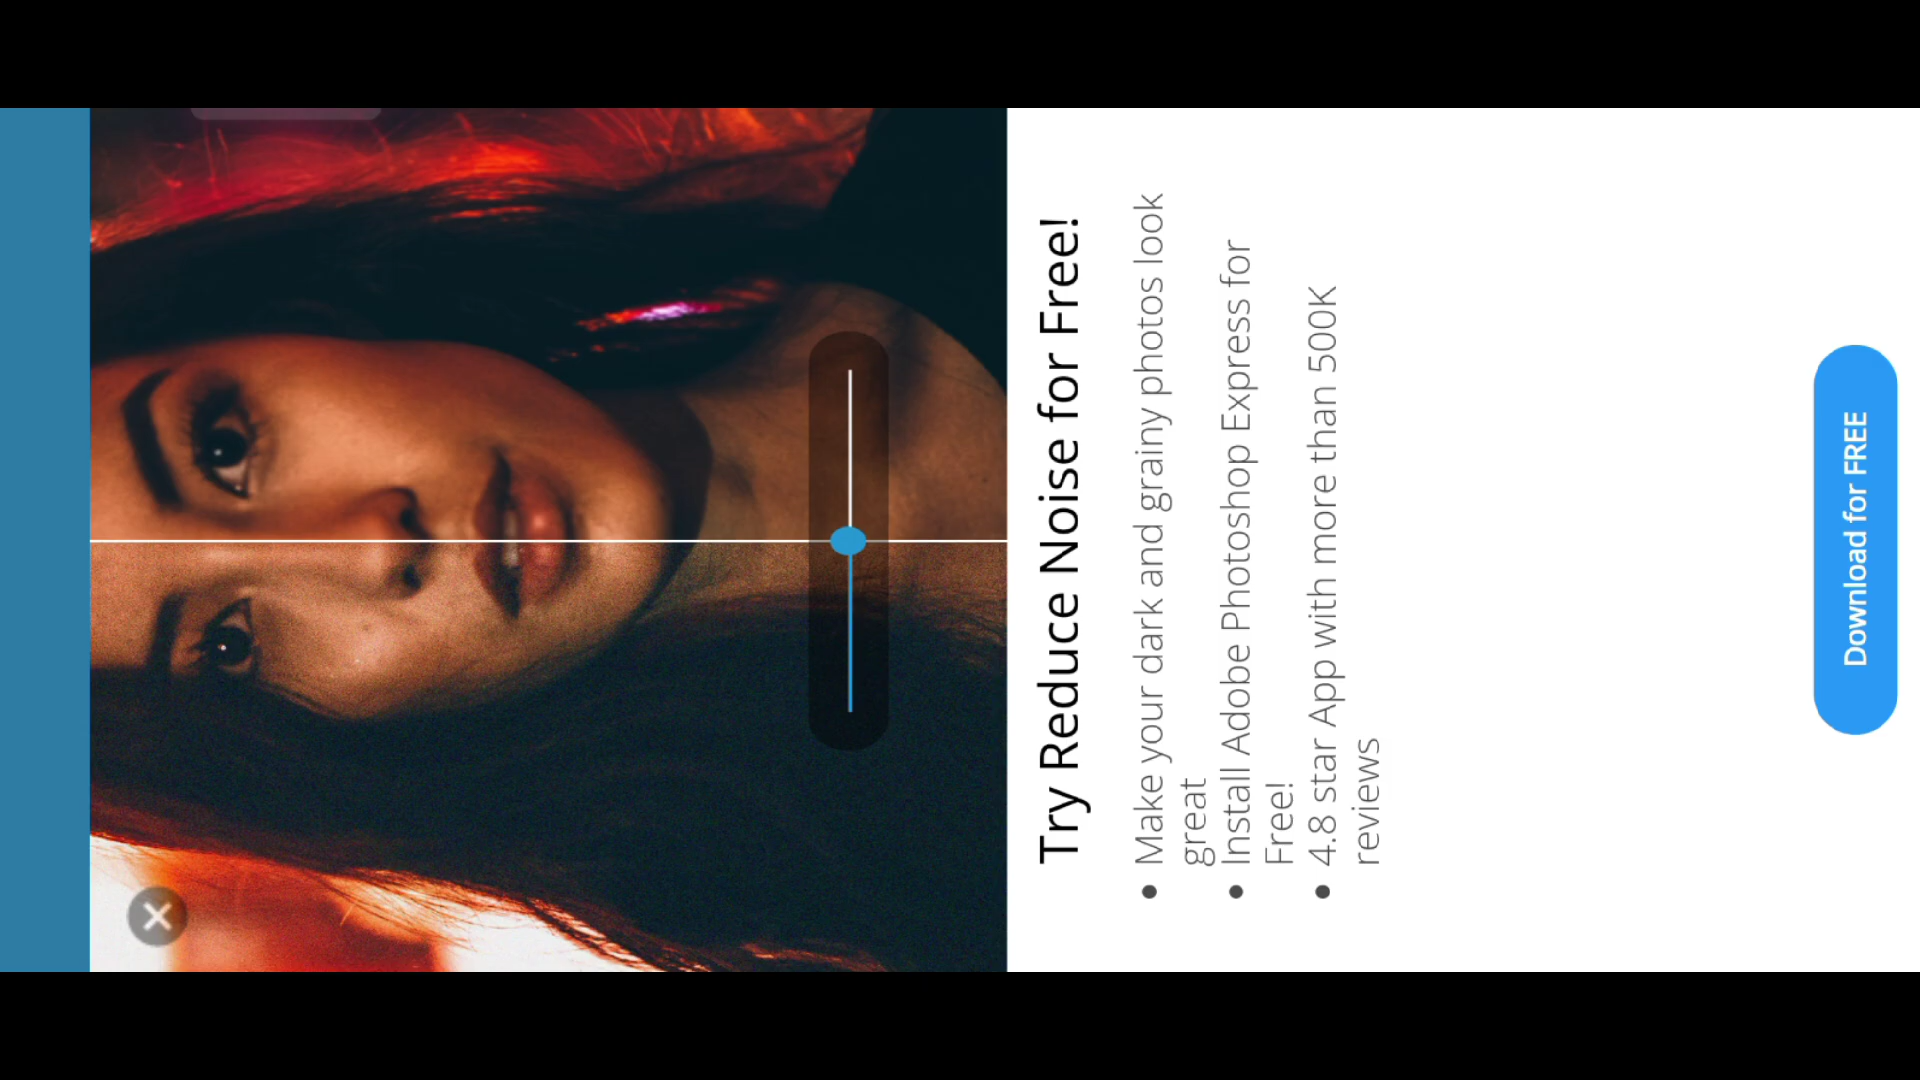 Try Reduce Noise for Free!
• Make your dark and grainy photos look
great
• Install Adobe Photoshop Express for
Free!
• 4.8 star App with more than 500K
reviews
Download for FREE